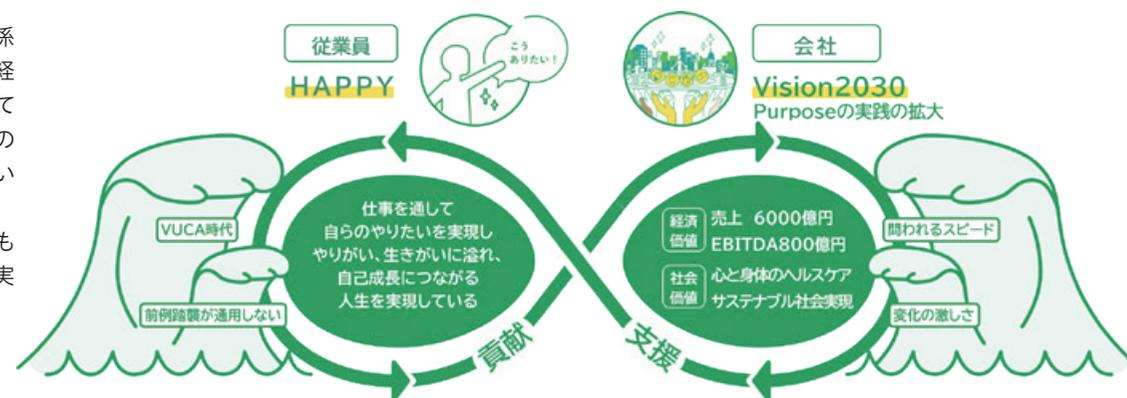 係
経
て
の
い
も
実
従業員
HAPPY
こう
ありたい！
会社
Vision2030
Purposeの実践の拡大
VUCA時代
前例踏襲が通用しない
仕事を通して
自らのやりたいを実現し
やりがい、生きがいに溢れ、
自己成長につながる
人生を実現している
貢献
支援
経済
価値
売上 6000億円
EBITDA800億円
社会
価値
心と身体のヘルスケア
サステナブル社会実現
問われるスピード
変化の激しさ